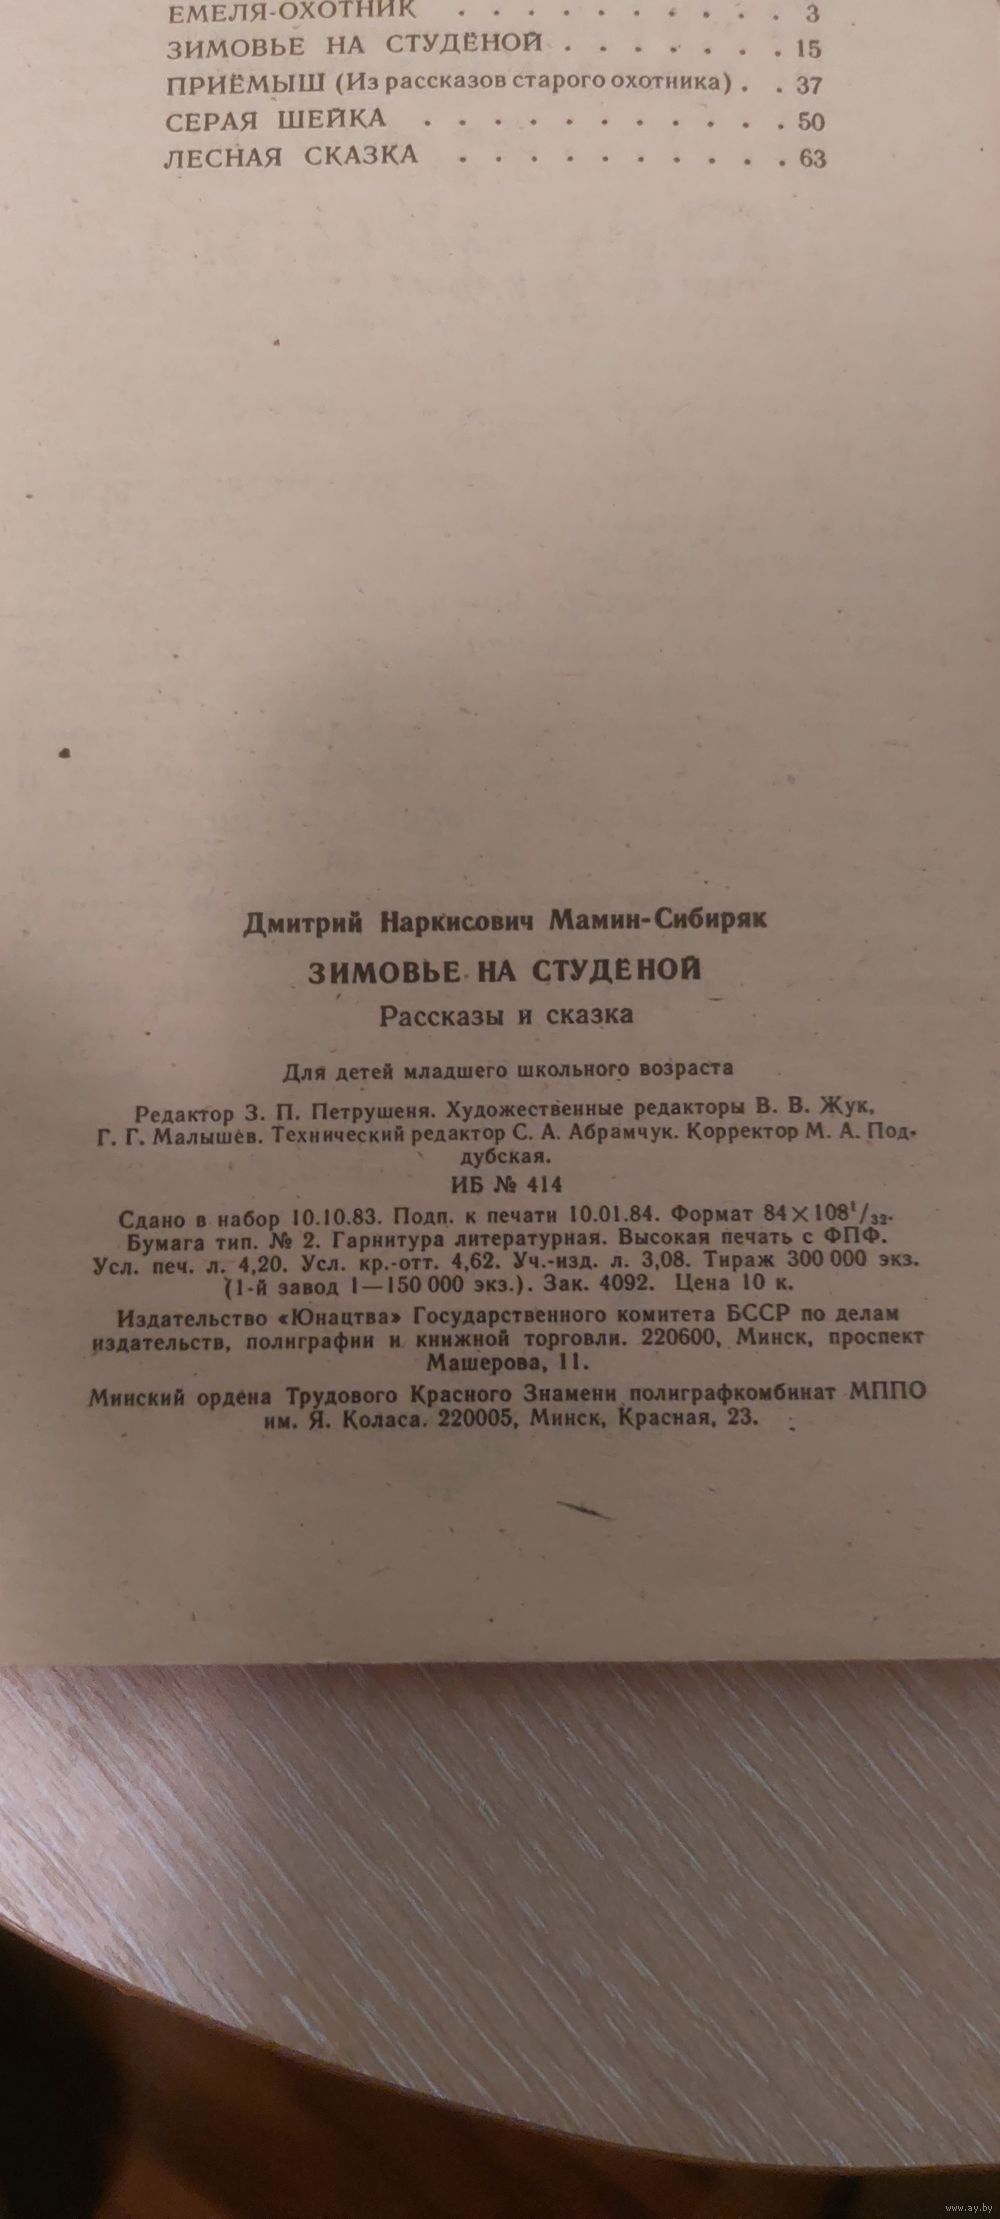 ЕМЕЛЯ-ОХОТНИК . . . . . . . . . . 3
ЗИМОВЬЕ НА СТУДЁНОЙ . . . . . . . 15
ПРИЁМЫШ (Из рассказов старого охотника) . . 37
СЕРАЯ ШЕЙКА . . . . . . . . . . . 50
ЛЕСНАЯ СКАЗКА . . . . . . . . . . 63
Дмитрий Наркисович Мамин-Сибиряк
ЗИМОВЬЕ НА СТУДЕНОЙ
Рассказы и сказка
Для детей младшего школьного возраста
Редактор З. П. Петрушеня. Художественные редакторы В. В. Жук,
Г. Г. Малышев. Технический редактор С. А. Абрамчук. Корректор М. А. Под-
дубская.
ИБ № 414
Сдано в набор 10.10.83. Подп. к печати 10.01.84. Формат 84×108¹/₃₂.
Бумага тип. № 2. Гарнитура литературная. Высокая печать с ФПФ.
Усл. печ. л. 4,20. Усл. кр.-отт. 4,62. Уч.-изд. л. 3,08. Тираж 300 000 экз.
(1-й завод 1—150 000 экз.). Зак. 4092. Цена 10 к.
Издательство «Юнацтва» Государственного комитета БССР по делам
издательств, полиграфии и книжной торговли. 220600, Минск, проспект
Машерова, 11.
Минский ордена Трудового Красного Знамени полиграфкомбинат МППО
им. Я. Коласа. 220005, Минск, Красная, 23.
www.ay.by